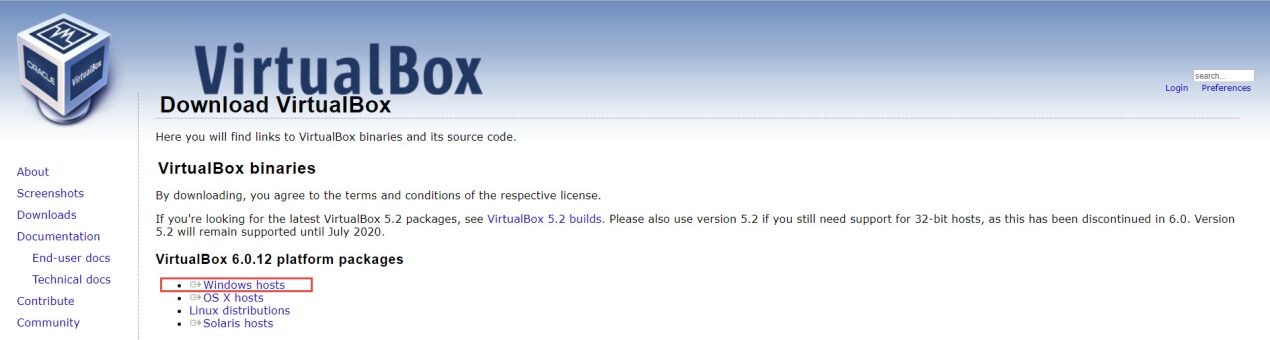 ORACLE
VirtualBox
VirtualBox
search...
Login Preferences
Download VirtualBox
Here you will find links to VirtualBox binaries and its source code.
About
Screenshots
Downloads
Documentation
End-user docs
Technical docs
Contribute
Community
VirtualBox binaries
By downloading, you agree to the terms and conditions of the respective license.
If you're looking for the latest VirtualBox 5.2 packages, see VirtualBox 5.2 builds. Please also use version 5.2 if you still need support for 32-bit hosts, as this has been discontinued in 6.0. Version
5.2 will remain supported until July 2020.
VirtualBox 6.0.12 platform packages
Windows hosts
OS X hosts
Linux distributions
Solaris hosts